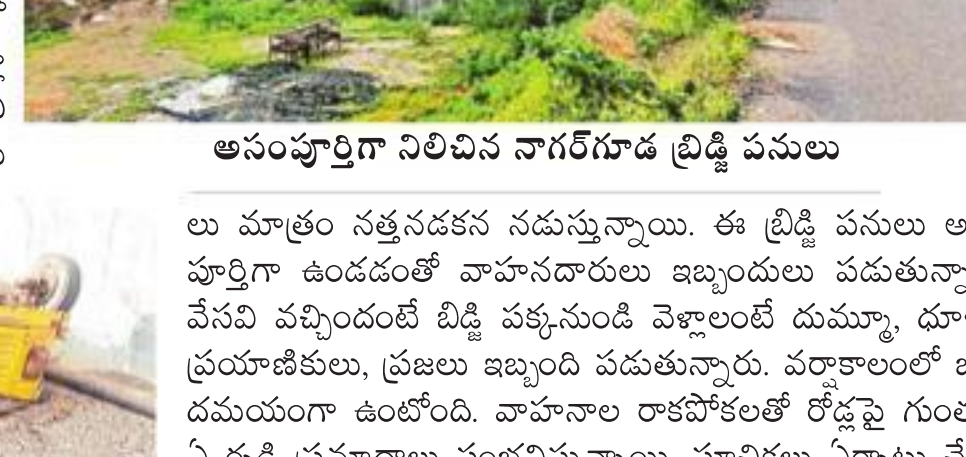 అసంపూర్తిగా నిలిచిన నాగర్‌గూడ బ్రిడ్జి పనులు
లు మాత్రం నత్తనడకన నడుస్తున్నాయి. ఈ బ్రిడ్జి పనులు అ
పూర్తిగా ఉండడంతో వాహనదారులు ఇబ్బందులు పడుతున్నా
వేసవి వచ్చిందంటే బిడ్జి పక్కనుండి వెళ్లాలంటే దుమ్మూ,
ప్రయాణికులు, ప్రజలు ఇబ్బంది పడుతున్నారు. వర్షాకాలంలో
దమయంగా ఉంటోంది. వాహనాల రాకపోకలతో రోడ్లపై